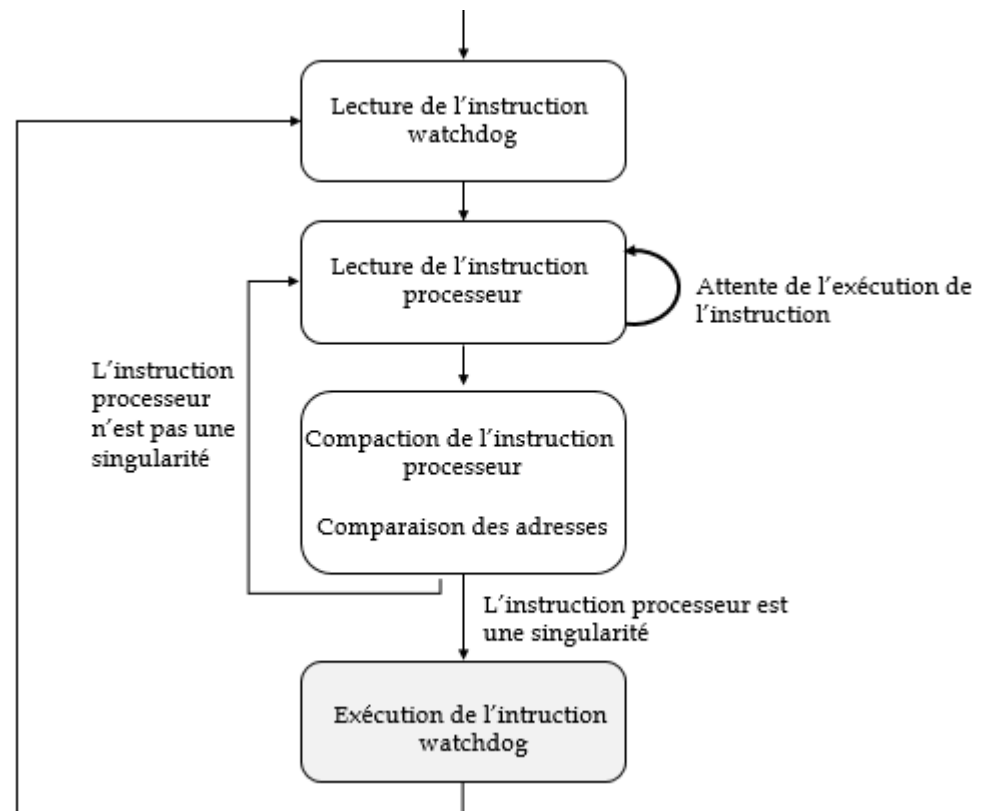 Lecture de l'instruction
watchdog
Lecture de l'instruction
processeur
Attente de l'exécution de
l'instruction
L'instruction
processeur
n'est pas une
singularité
Compaction de l'instruction
processeur
Comparaison des adresses
L'instruction processeur est
une singularité
Exécution de l'intruction
watchdog